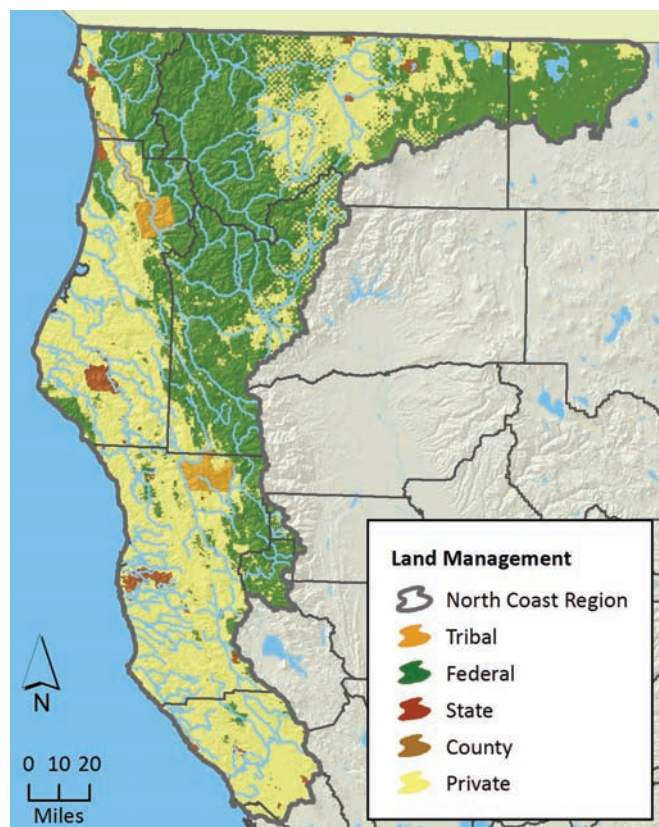 Land Management
North Coast Region
Tribal
Federal
State
County
Private
N
0 10 20
Miles